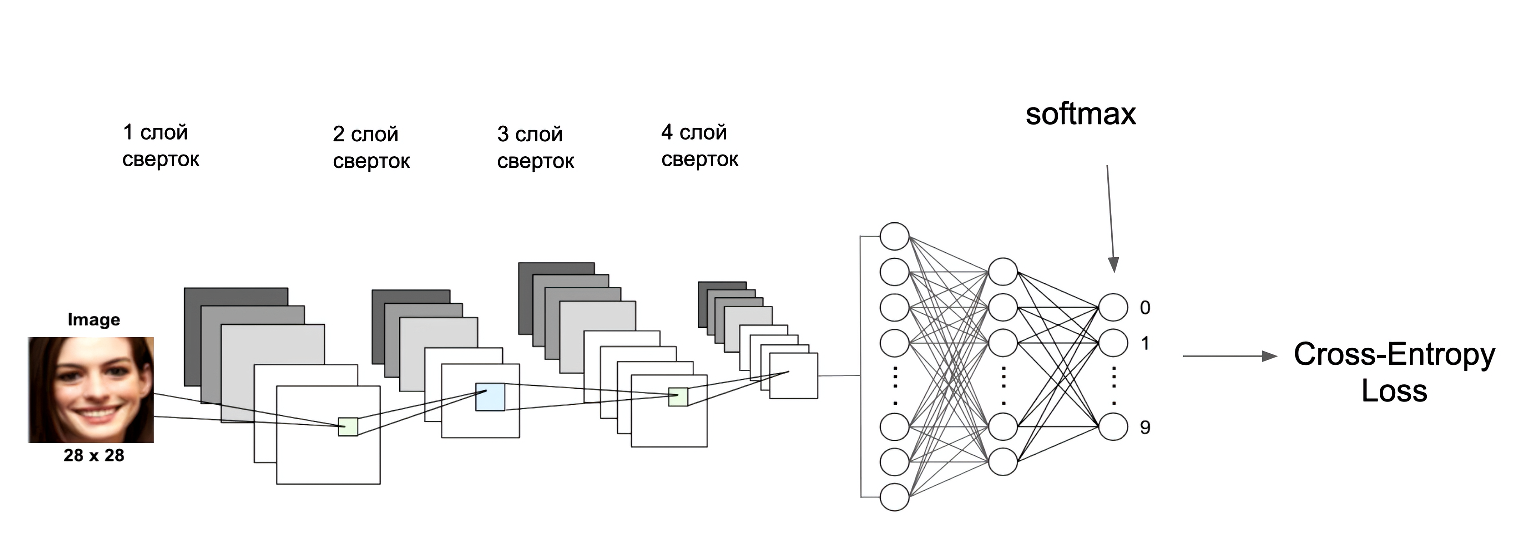 1 слой
сверток
2 слой
сверток
3 слой
сверток
4 слой
сверток
softmax
Image
28 x 28
0
1
9
Cross-Entropy
Loss